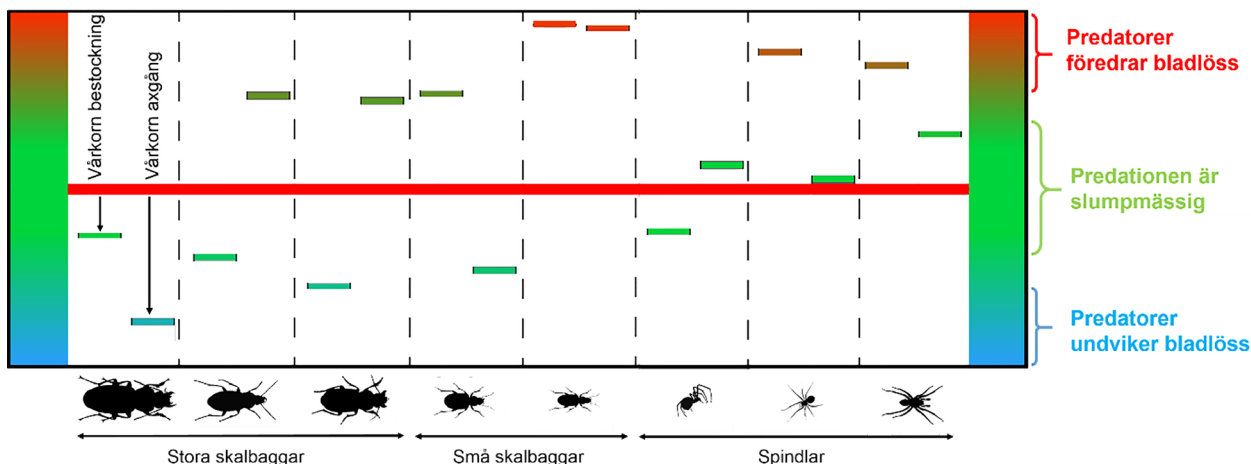 Vårkorn bestockning
Vårkorn axgång
Predatorer
föredrar bladlöss
Predationen är
slumpmässig
Predatorer
undviker bladlöss
Stora skalbaggar
Små skalbaggar
Spindlar